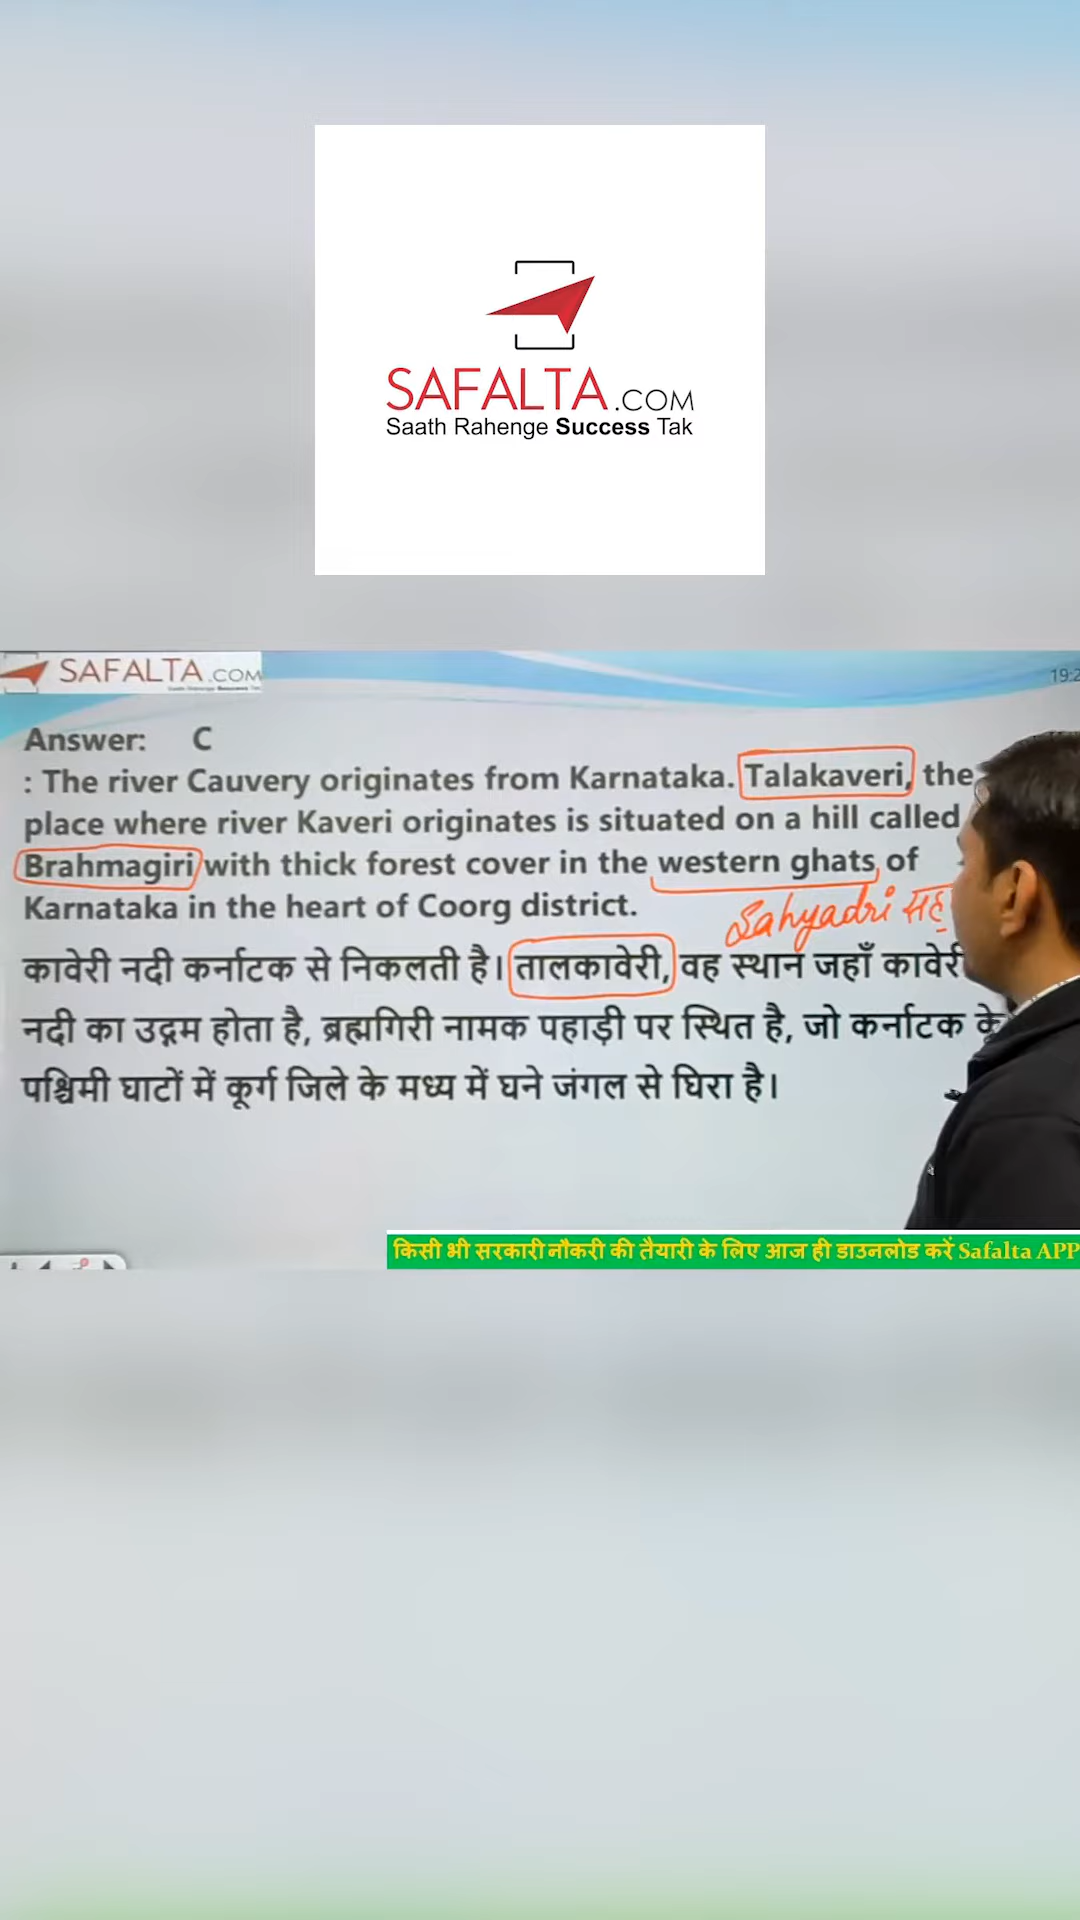 SAFALTA.COM
Saath Rahenge Success Tak
SAFALTA.COM
19:2
Answer: C
: The river Cauvery originates from Karnataka. Talakaveri, the
place where river Kaveri originates is situated on a hill called
Brahmagiri with thick forest cover in the western ghats of
Karnataka in the heart of Coorg district.
Sahyadri सह
कावेरी नदी कर्नाटक से निकलती है। तालकावेरी, वह स्थान जहाँ कावेरी
नदी का उद्गम होता है, ब्रह्मगिरी नामक पहाड़ी पर स्थित है, जो कर्नाटक के
पश्चिमी घाटों में कूर्ग जिले के मध्य में घने जंगल से घिरा है।
किसी भी सरकारी नौकरी की तैयारी के लिए आज ही डाउनलोड करें Safalta APP